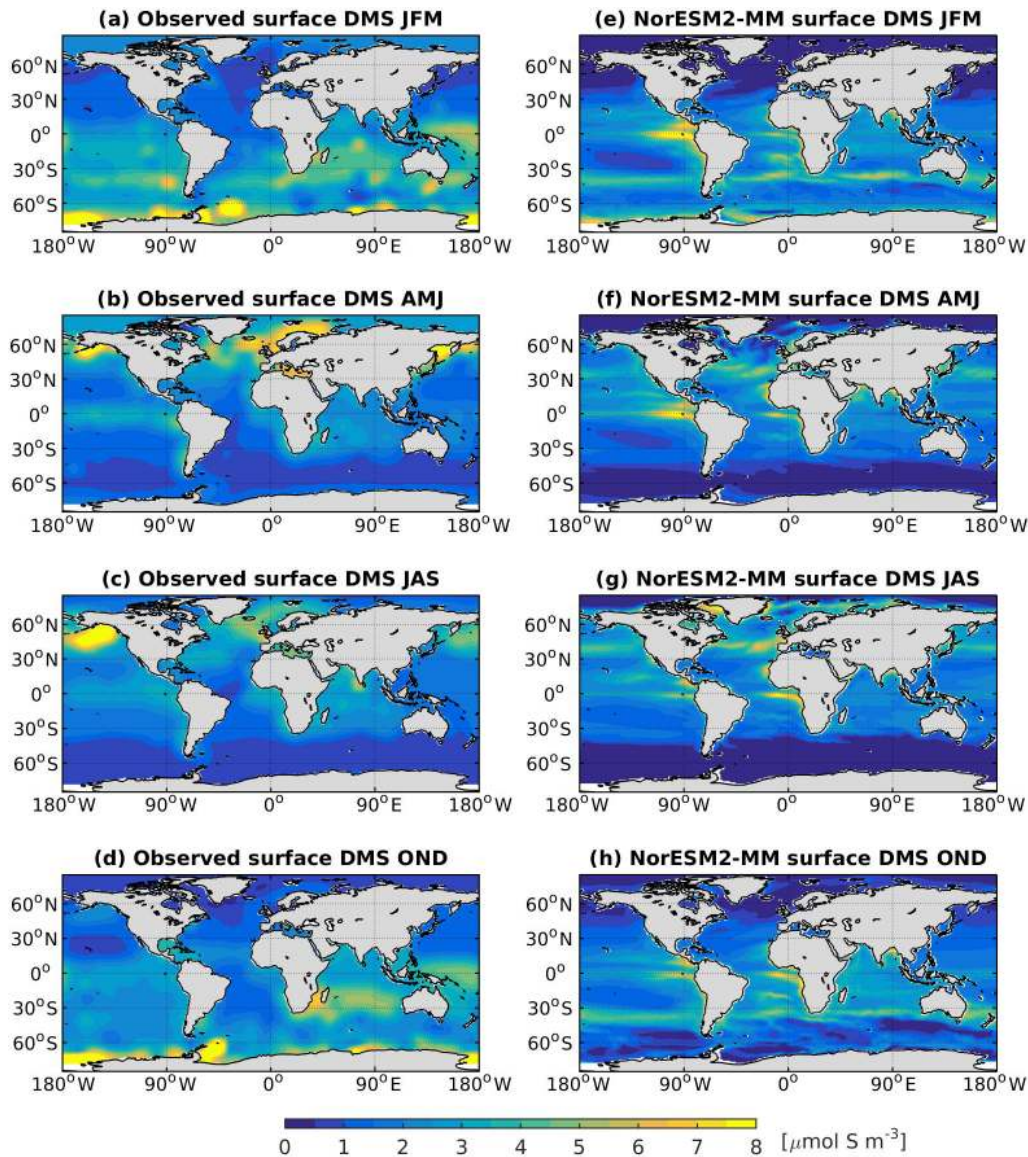 (a) Observed surface DMS JFM
(e) NorESM2-MM surface DMS JFM
60°N
30°N
0°
30°S
60°S
180°W 90°W 0° 90°E 180°W
60°N
30°N
0°
30°S
60°S
180°W 90°W 0° 90°E 180°W
(b) Observed surface DMS AMJ
(f) NorESM2-MM surface DMS AMJ
60°N
30°N
0°
30°S
60°S
180°W 90°W 0° 90°E 180°W
60°N
30°N
0°
30°S
60°S
180°W 90°W 0° 90°E 180°W
(c) Observed surface DMS JAS
(g) NorESM2-MM surface DMS JAS
60°N
30°N
0°
30°S
60°S
180°W 90°W 0° 90°E 180°W
60°N
30°N
0°
30°S
60°S
180°W 90°W 0° 90°E 180°W
(d) Observed surface DMS OND
(h) NorESM2-MM surface DMS OND
60°N
30°N
0°
30°S
60°S
180°W 90°W 0° 90°E 180°W
60°N
30°N
0°
30°S
60°S
180°W 90°W 0° 90°E 180°W
0 1 2 3 4 5 6 7 8 [μmol S m⁻³]